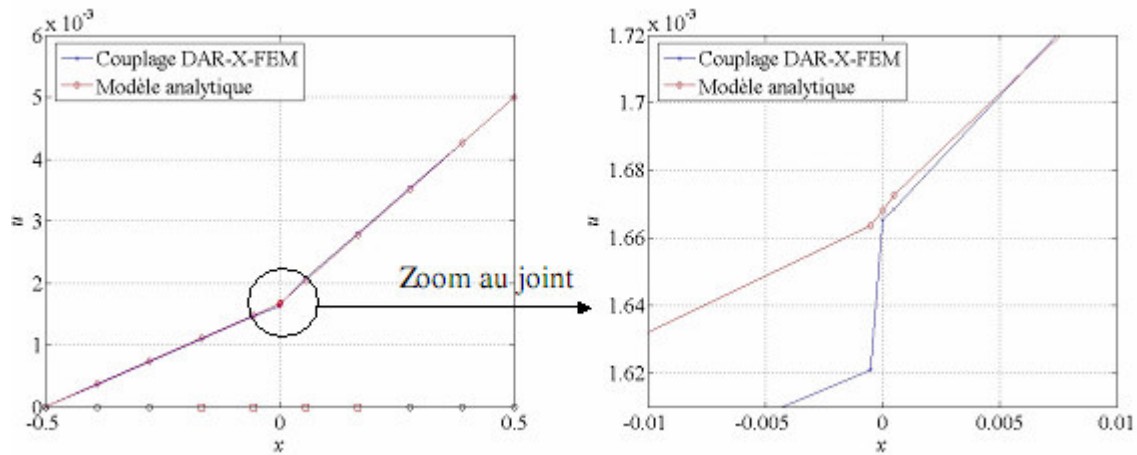 x 10⁻³
6
5
4
3
2
1
0
u
Couplage DAR-X-FEM
Modèle analytique
-0.5
0
0.5
x
Zoom au joint
x 10⁻³
1.72
1.7
1.68
1.66
1.64
1.62
u
Couplage DAR-X-FEM
Modèle analytique
-0.01
-0.005
0
0.005
0.01
x